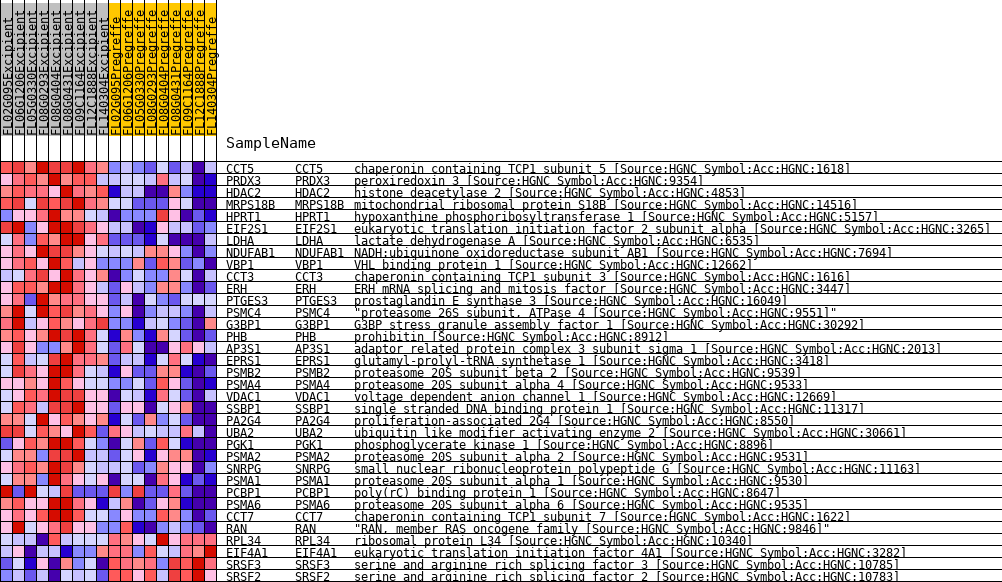 FL02G095Excipient
FL06G1206Excipient
FL05G0330Excipient
FL08G0293Excipient
FL08G0404Excipient
FL08G0431Excipient
FL09C1164Excipient
FL12C1888Excipient
FL140304Excipient
FL02G095Pregreffe
FL06G1206Pregreffe
FL05G0330Pregreffe
FL08G0293Pregreffe
FL08G0404Pregreffe
FL08G0431Pregreffe
FL09C1164Pregreffe
FL12C1888Pregreffe
FL140304Pregreffe
SampleName
CCT5 CCT5 chaperonin containing TCP1 subunit 5 [Source:HGNC Symbol;Acc:HGNC:1618]
PRDX3 PRDX3 peroxiredoxin 3 [Source:HGNC Symbol;Acc:HGNC:9354]
HDAC2 HDAC2 histone deacetylase 2 [Source:HGNC Symbol;Acc:HGNC:4853]
MRPS18B MRPS18B mitochondrial ribosomal protein S18B [Source:HGNC Symbol;Acc:HGNC:14516]
HPRT1 HPRT1 hypoxanthine phosphoribosyltransferase 1 [Source:HGNC Symbol;Acc:HGNC:5157]
EIF2S1 EIF2S1 eukaryotic translation initiation factor 2 subunit alpha [Source:HGNC Symbol;Acc:HGNC:3265]
LDHA LDHA lactate dehydrogenase A [Source:HGNC Symbol;Acc:HGNC:6535]
NDUFAB1 NDUFAB1 NADH:ubiquinone oxidoreductase subunit AB1 [Source:HGNC Symbol;Acc:HGNC:7694]
VBP1 VBP1 VHL binding protein 1 [Source:HGNC Symbol;Acc:HGNC:12662]
CCT3 CCT3 chaperonin containing TCP1 subunit 3 [Source:HGNC Symbol;Acc:HGNC:1616]
ERH ERH ERH mRNA splicing and mitosis factor [Source:HGNC Symbol;Acc:HGNC:3447]
PTGES3 PTGES3 prostaglandin E synthase 3 [Source:HGNC Symbol;Acc:HGNC:16049]
PSMC4 PSMC4 "proteasome 26S subunit, ATPase 4 [Source:HGNC Symbol;Acc:HGNC:9551]"
G3BP1 G3BP1 G3BP stress granule assembly factor 1 [Source:HGNC Symbol;Acc:HGNC:30292]
PHB PHB prohibitin [Source:HGNC Symbol;Acc:HGNC:8912]
AP3S1 AP3S1 adaptor related protein complex 3 subunit sigma 1 [Source:HGNC Symbol;Acc:HGNC:2013]
EPRS1 EPRS1 glutamyl-prolyl-tRNA synthetase 1 [Source:HGNC Symbol;Acc:HGNC:3418]
PSMB2 PSMB2 proteasome 20S subunit beta 2 [Source:HGNC Symbol;Acc:HGNC:9539]
PSMA4 PSMA4 proteasome 20S subunit alpha 4 [Source:HGNC Symbol;Acc:HGNC:9533]
VDAC1 VDAC1 voltage dependent anion channel 1 [Source:HGNC Symbol;Acc:HGNC:12669]
SSBP1 SSBP1 single stranded DNA binding protein 1 [Source:HGNC Symbol;Acc:HGNC:11317]
PA2G4 PA2G4 proliferation-associated 2G4 [Source:HGNC Symbol;Acc:HGNC:8550]
UBA2 UBA2 ubiquitin like modifier activating enzyme 2 [Source:HGNC Symbol;Acc:HGNC:30661]
PGK1 PGK1 phosphoglycerate kinase 1 [Source:HGNC Symbol;Acc:HGNC:8896]
PSMA2 PSMA2 proteasome 20S subunit alpha 2 [Source:HGNC Symbol;Acc:HGNC:9531]
SNRPG SNRPG small nuclear ribonucleoprotein polypeptide G [Source:HGNC Symbol;Acc:HGNC:11163]
PSMA1 PSMA1 proteasome 20S subunit alpha 1 [Source:HGNC Symbol;Acc:HGNC:9530]
PCBP1 PCBP1 poly(rC) binding protein 1 [Source:HGNC Symbol;Acc:HGNC:8647]
PSMA6 PSMA6 proteasome 20S subunit alpha 6 [Source:HGNC Symbol;Acc:HGNC:9535]
CCT7 CCT7 chaperonin containing TCP1 subunit 7 [Source:HGNC Symbol;Acc:HGNC:1622]
RAN RAN "RAN, member RAS oncogene family [Source:HGNC Symbol;Acc:HGNC:9846]"
RPL34 RPL34 ribosomal protein L34 [Source:HGNC Symbol;Acc:HGNC:10340]
EIF4A1 EIF4A1 eukaryotic translation initiation factor 4A1 [Source:HGNC Symbol;Acc:HGNC:3282]
SRSF3 SRSF3 serine and arginine rich splicing factor 3 [Source:HGNC Symbol;Acc:HGNC:10785]
SRSF2 SRSF2 serine and arginine rich splicing factor 2 [Source:HGNC Symbol;Acc:HGNC:10783]